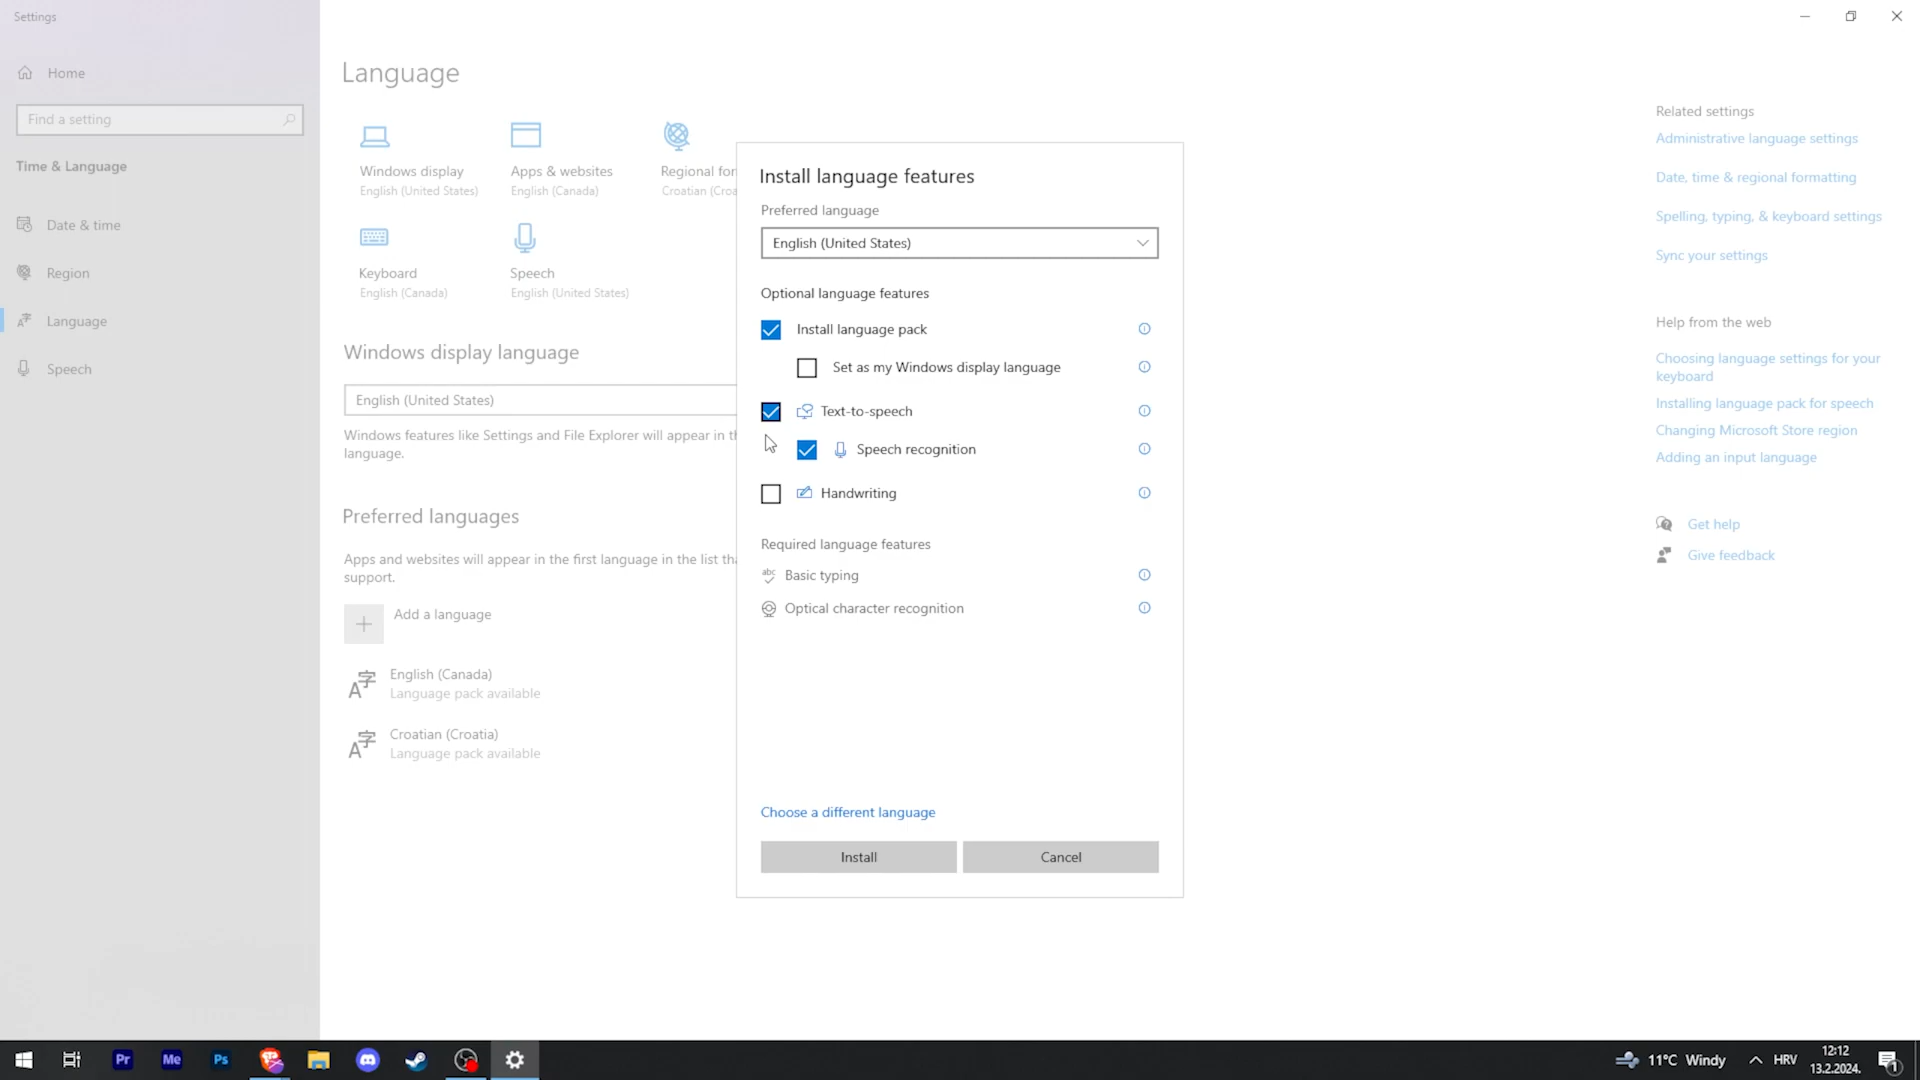 Settings
Home
Find a setting
Time & Language
Date & time
Region
Language
Speech
Language
Windows display
English (United States)
Apps & websites
English (Canada)
Regional for
Croatian (Croa
Keyboard
English (Canada)
Speech
English (United States)
Windows display language
English (United States)
Windows features like Settings and File Explorer will appear in th
language.
Preferred languages
Apps and websites will appear in the first language in the list tha
support.
Add a language
English (Canada)
Language pack available
Croatian (Croatia)
Language pack available
Install language features
Preferred language
English (United States)
Optional language features
Install language pack
Set as my Windows display language
Text-to-speech
Speech recognition
Handwriting
Required language features
abc
Basic typing
Optical character recognition
Choose a different language
Install
Cancel
Related settings
Administrative language settings
Date, time & regional formatting
Spelling, typing, & keyboard settings
Sync your settings
Help from the web
Choosing language settings for your
keyboard
Installing language pack for speech
Changing Microsoft Store region
Adding an input language
Get help
Give feedback
Pr
Me
Ps
11°C Windy
HRV
12:12
13.2.2024.
1